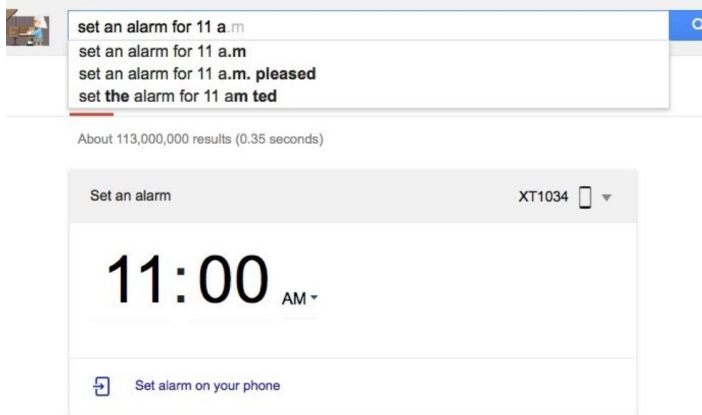 set an alarm for 11 a.m
set an alarm for 11 a.m
set an alarm for 11 a.m. pleased
set the alarm for 11 am ted
About 113,000,000 results (0.35 seconds)
Set an alarm XT1034
11:00 AM
Set alarm on your phone